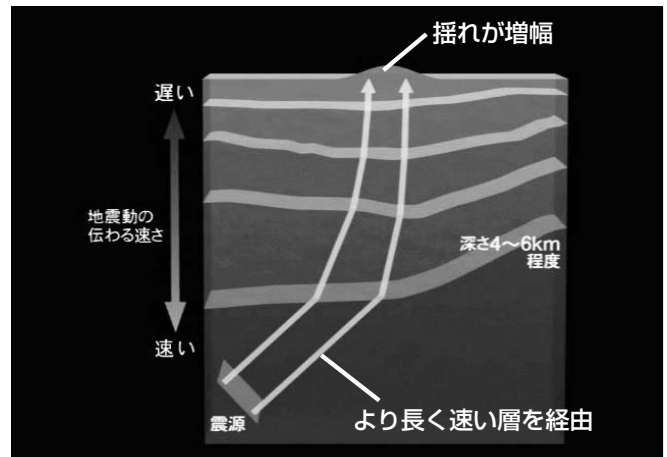 揺れが増幅
遅い
地震動の
伝わる速さ
深さ4〜6km
程度
速い
震源
より長く速い層を経由